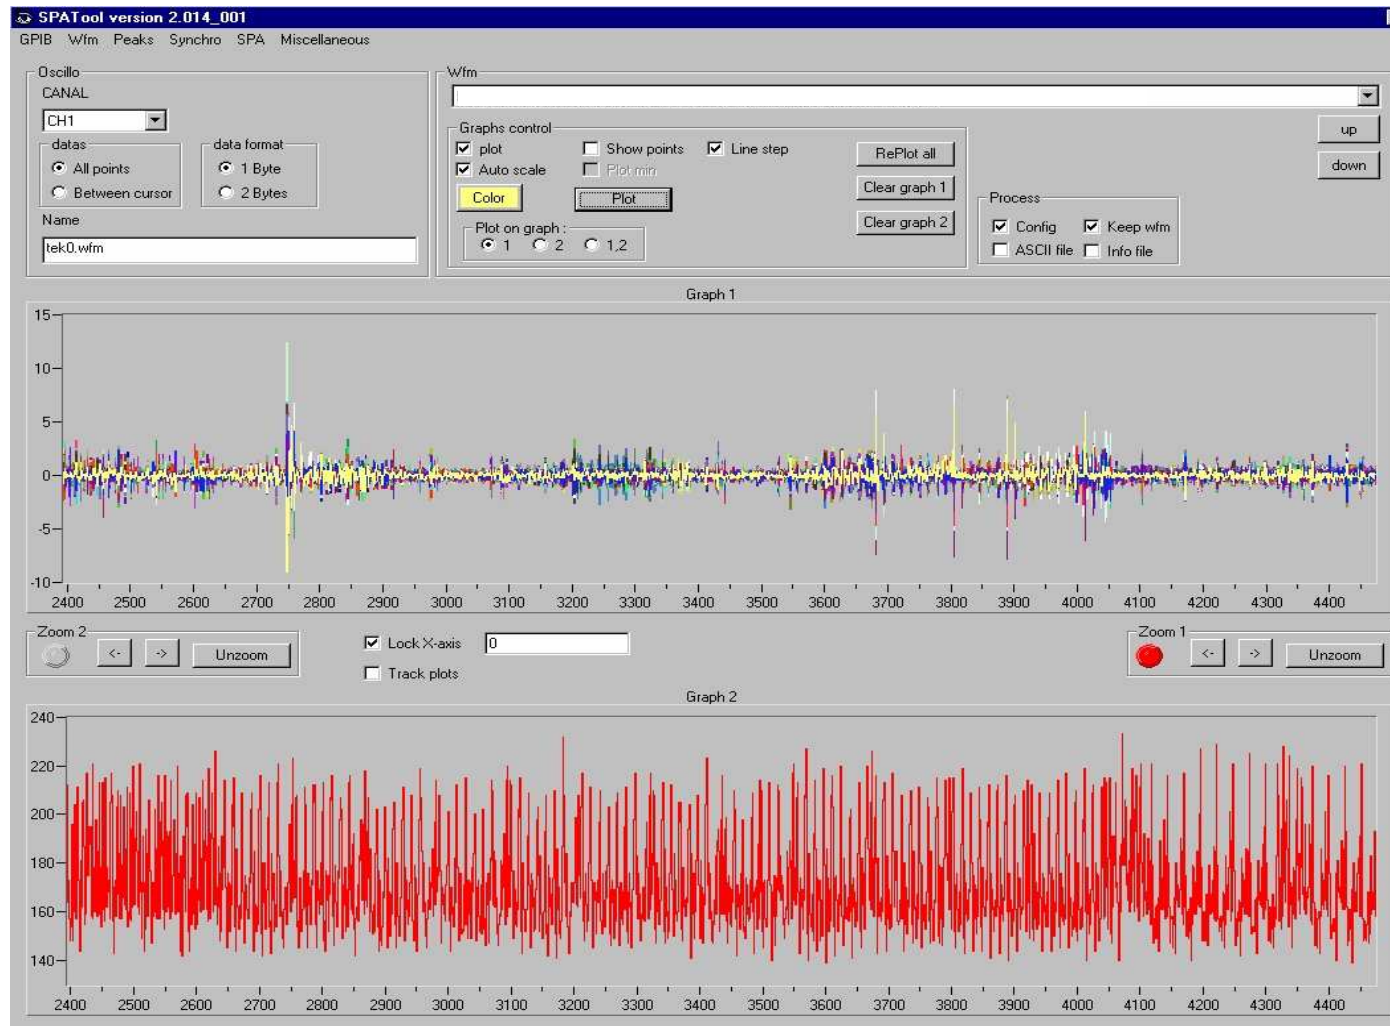 SPATool version 2.014_001
GPIB Wfm Peaks Synchro SPA Miscellaneous
Oscillo
CANAL
CH1
datas
All points
Between cursor
data format
1 Byte
2 Bytes
Name
tek0.wfm
Wfm
Graphs control
plot
Show points
Line step
Auto scale
Plot min
Color
Plot
Plot on graph :
1 2 1,2
RePlot all
Clear graph 1
Clear graph 2
up
down
Process
Config
Keep wfm
ASCII file
Info file
Graph 1
15
10
5
0
-5
-10
2400 2500 2600 2700 2800 2900 3000 3100 3200 3300 3400 3500 3600 3700 3800 3900 4000 4100 4200 4300 4400
Zoom 2
<- -> Unzoom
Lock X-axis 0
Track plots
Zoom 1
<- -> Unzoom
Graph 2
240
220
200
180
160
140
2400 2500 2600 2700 2800 2900 3000 3100 3200 3300 3400 3500 3600 3700 3800 3900 4000 4100 4200 4300 4400